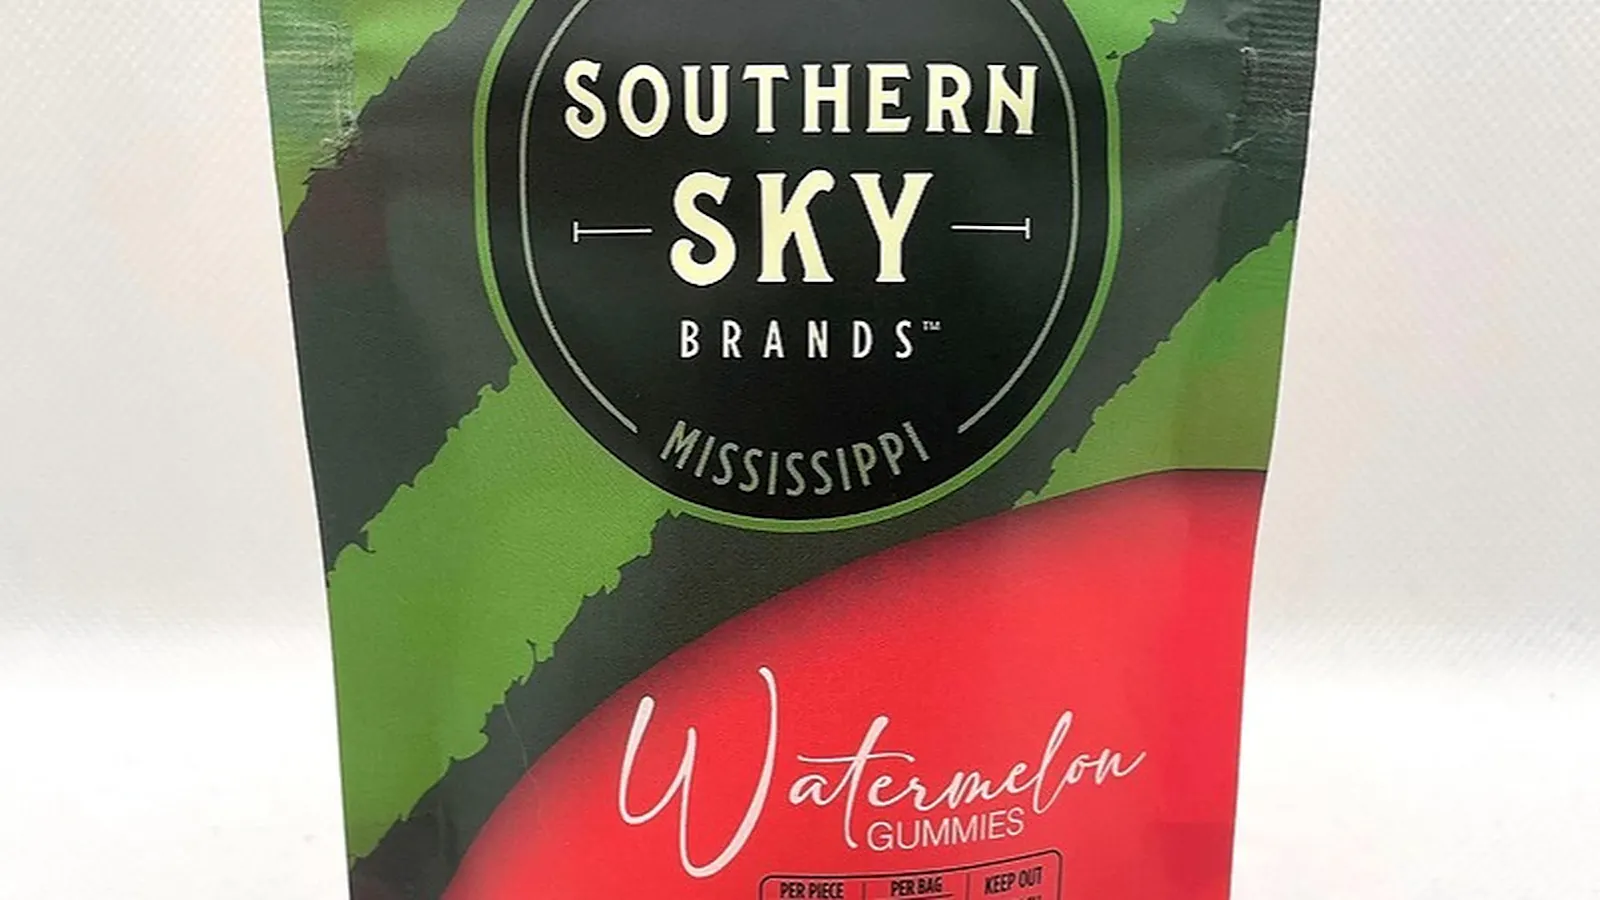 SOUTHERN
SKY
BRANDS™
MISSISSIPPI
Watermelon
GUMMIES
PER PIECE PER BAG KEEP OUT